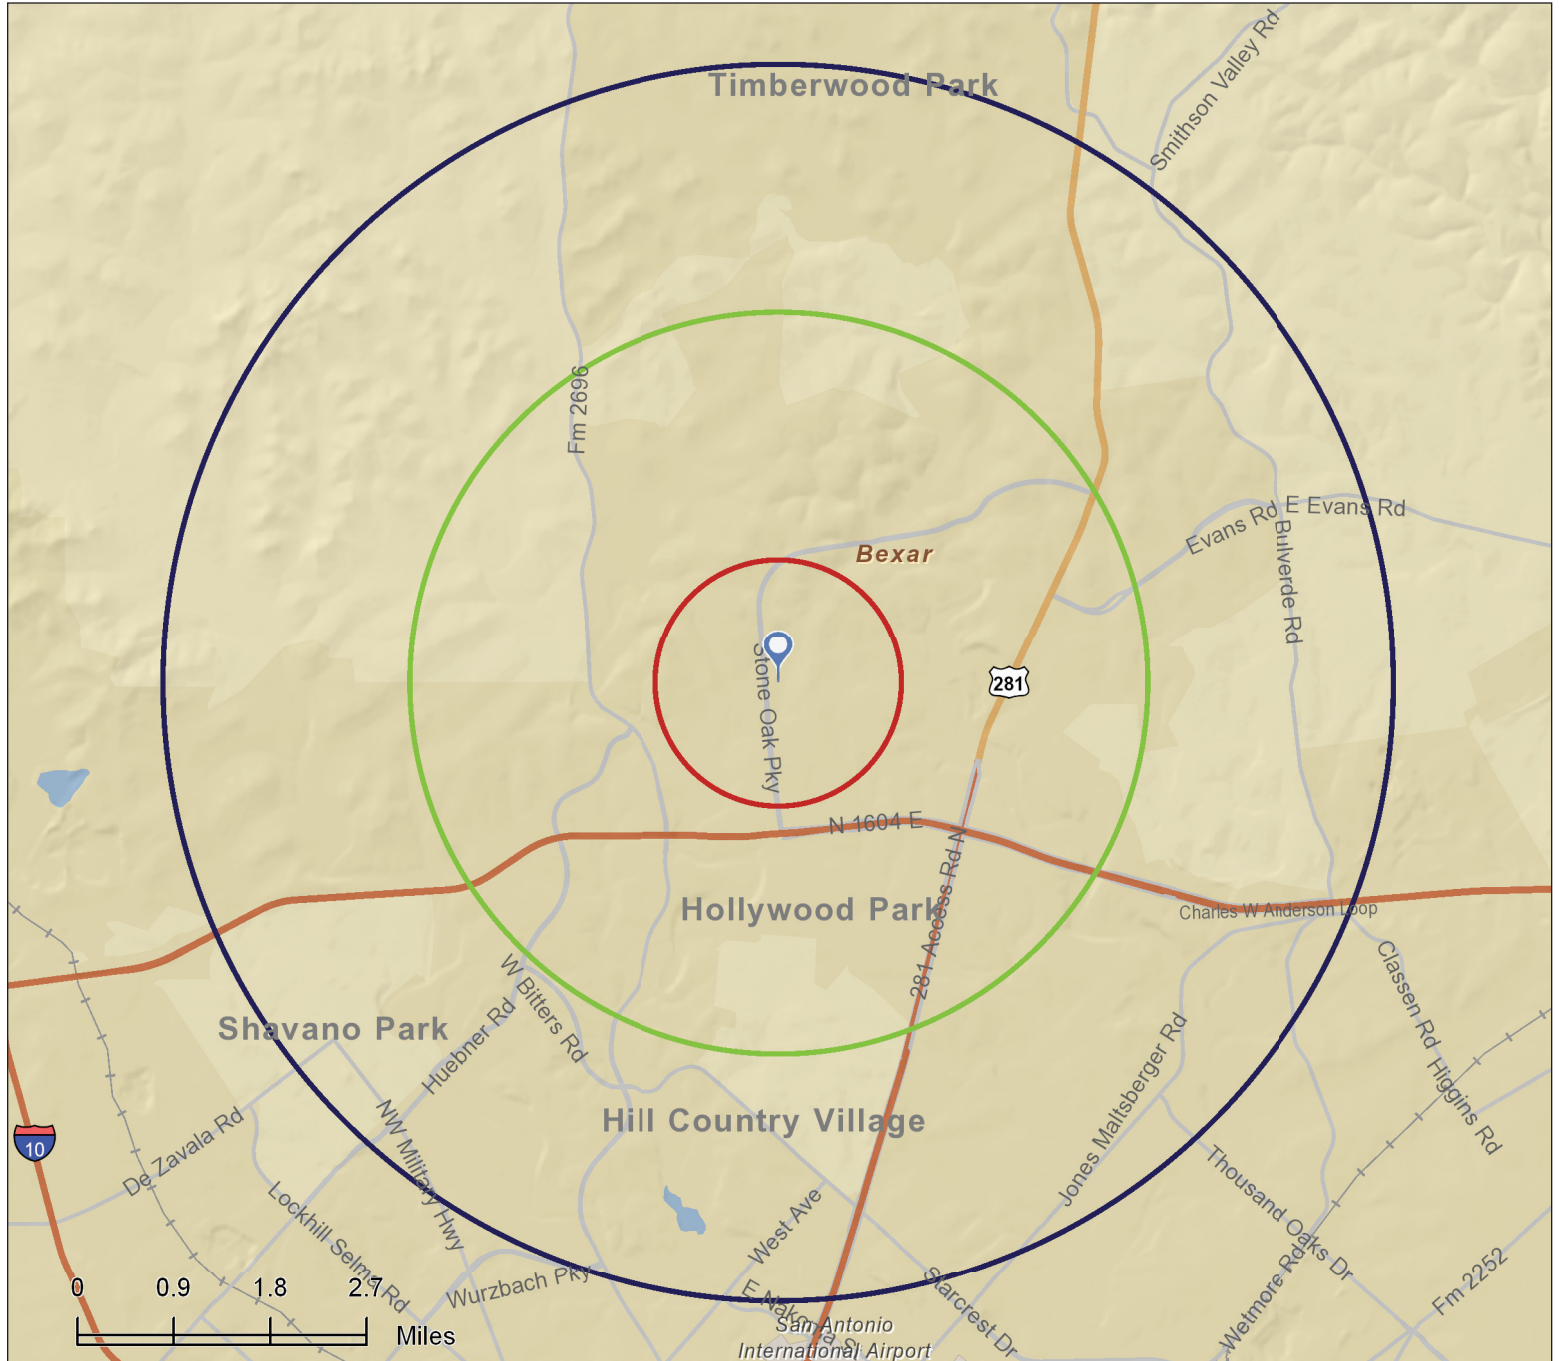 Timberwood Park
Smithson Valley Rd
Fm 2696
Evans Rd
E Evans Rd
Bexar
Bulverde Rd
Stone Oak Pky
281
N 1604 E
281 Access Rd N
Hollywood Park
Charles W Anderson Loop
Classen Rd
Higgins Rd
Shavano Park
W Bitters Rd
Huebner Rd
Jones Maltsberger Rd
Hill Country Village
De Zavala Rd
NW Military Hwy
10
Lockhill Selma Rd
Thousand Oaks Dr
West Ave
Wurzbach Pky
Starcrest Dr
Wetmore Rd
Fm 2252
0 0.9 1.8 2.7
Miles
San Antonio
International Airport